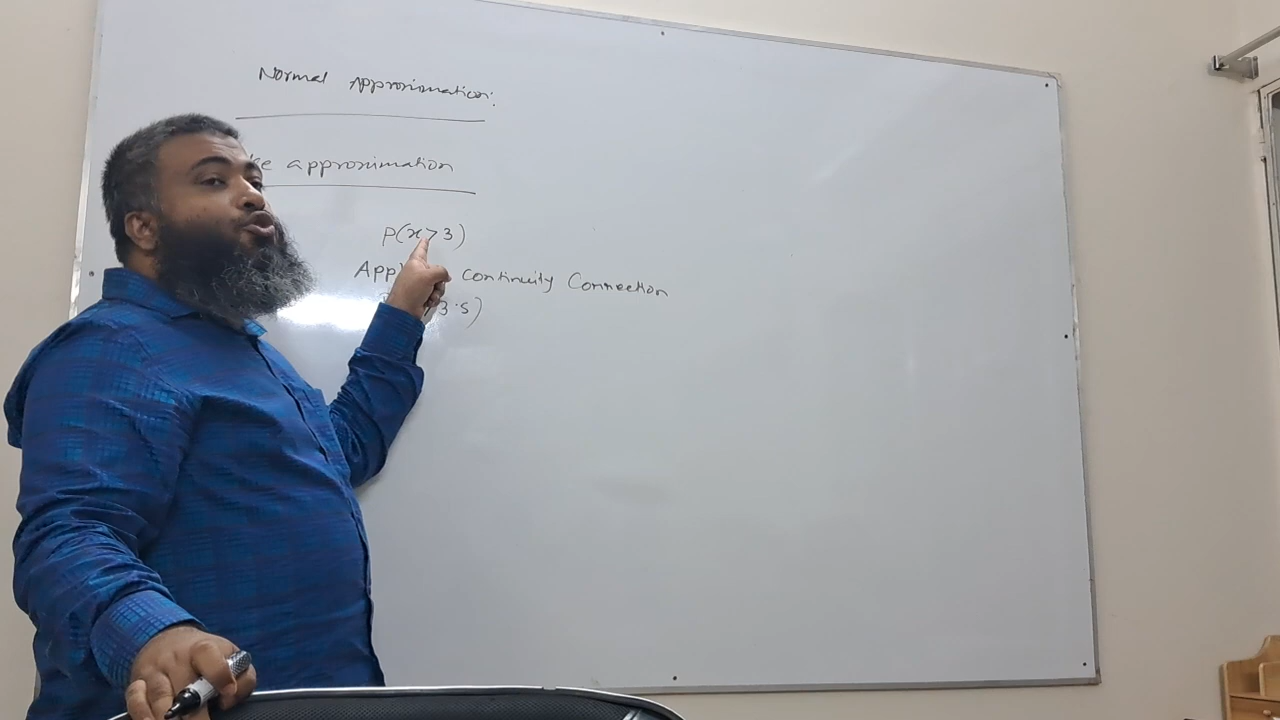 Normal Approximation:
approximation
P(x>3)
continuity Connection
3.5)